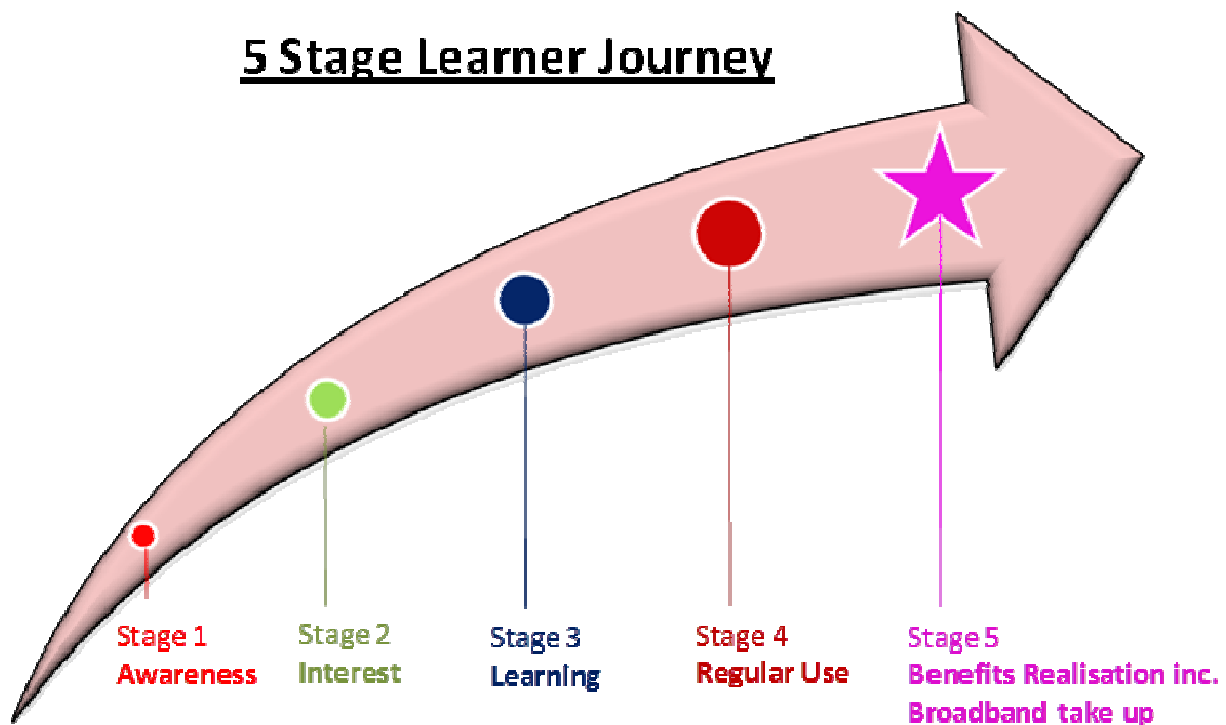 5 Stage Learner Journey
Stage 1
Awareness
Stage 2
Interest
Stage 3
Learning
Stage 4
Regular Use
Stage 5
Benefits Realisation inc.
Broadband take up